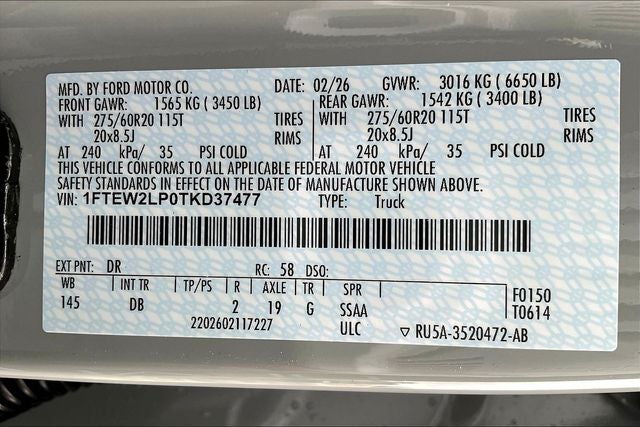 MFD. BY FORD MOTOR CO. DATE: 02/26 GVWR: 3016 KG ( 6650 LB)
FRONT GAWR: 1565 KG ( 3450 LB) REAR GAWR: 1542 KG ( 3400 LB)
WITH 275/60R20 115T TIRES WITH 275/60R20 115T TIRES
20x8.5J RIMS 20x8.5J RIMS
AT 240 kPa/ 35 PSI COLD AT 240 kPa/ 35 PSI COLD
THIS VEHICLE CONFORMS TO ALL APPLICABLE FEDERAL MOTOR VEHICLE
SAFETY STANDARDS IN EFFECT ON THE DATE OF MANUFACTURE SHOWN ABOVE.
VIN: 1FTEW2LP0TKD37477 TYPE: Truck
EXT PNT: DR RC: 58 DSO:
WB INT TR TP/PS R AXLE TR SPR F0150
145 DB 2 19 G SSAA T0614
2202602117227 ULC ▽ RU5A-3520472-AB